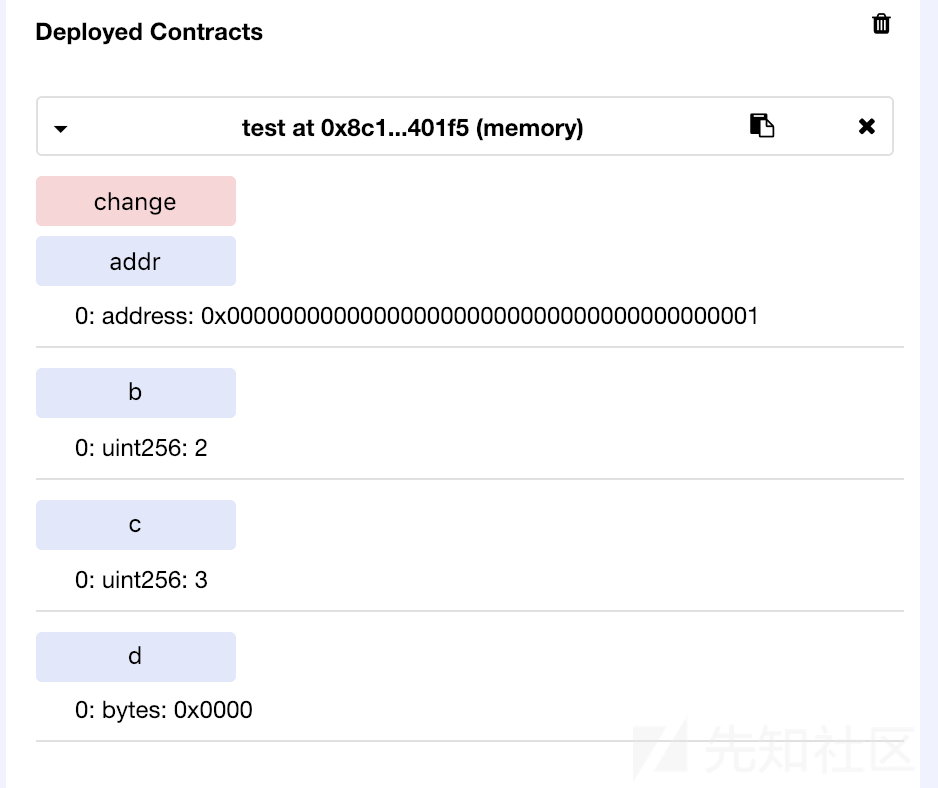 Deployed Contracts
test at 0x8c1...401f5 (memory)
change
addr
0: address: 0x0000000000000000000000000000000000000001
b
0: uint256: 2
c
0: uint256: 3
d
0: bytes: 0x0000
先知社区